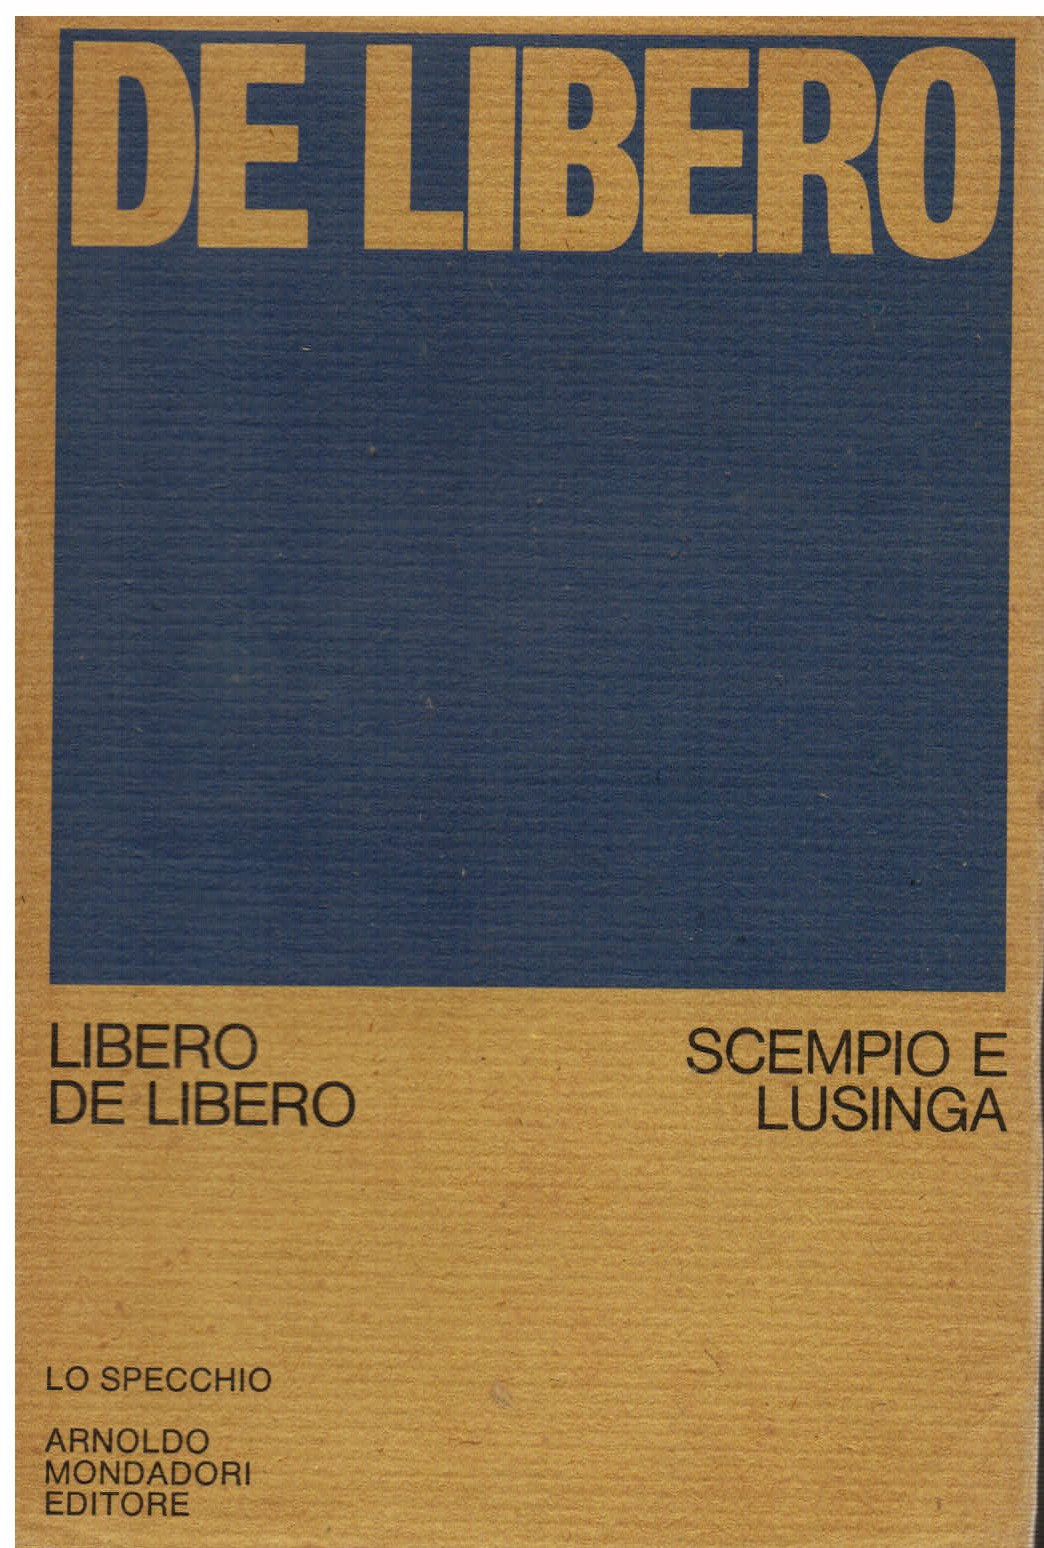 DE LIBERO
LIBERO
DE LIBERO
SCEMPIO E
LUSINGA
LO SPECCHIO
ARNOLDO
MONDADORI
EDITORE